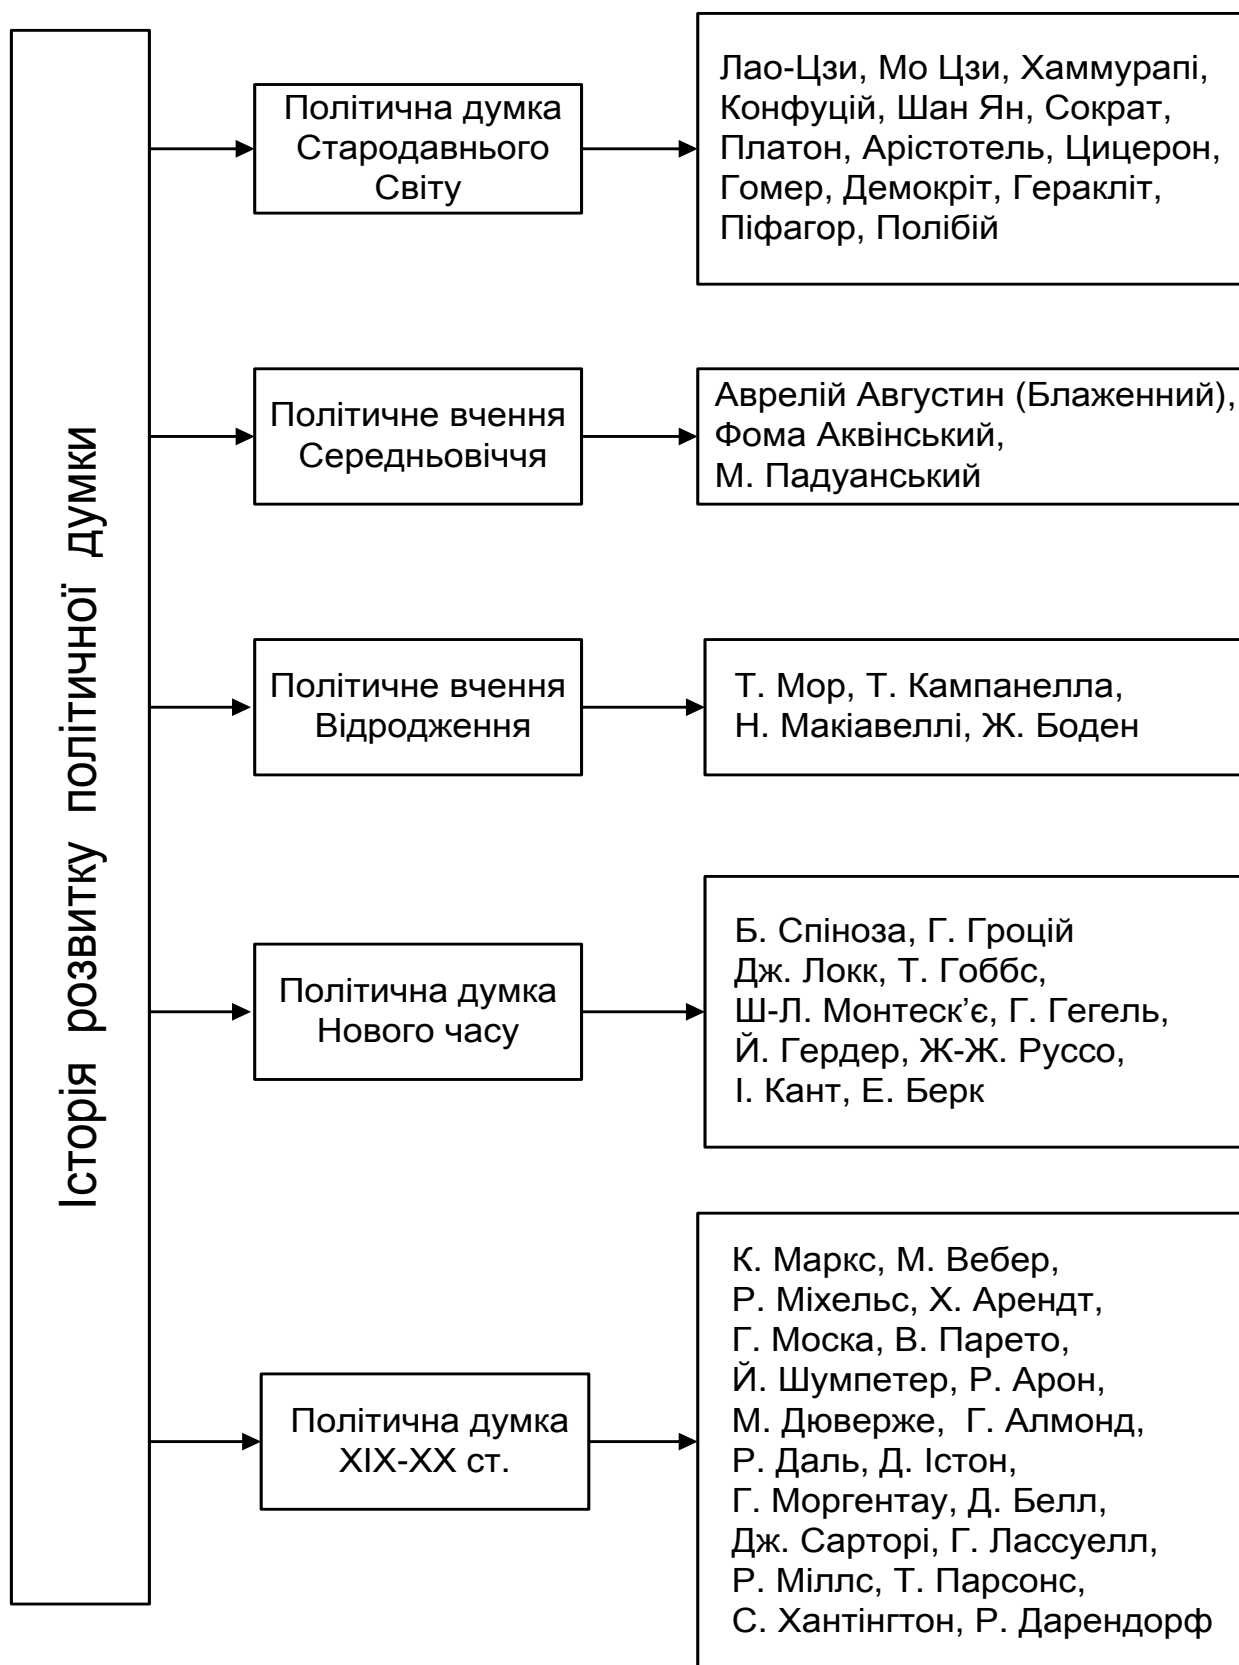 Історія розвитку політичної думки
Політична думка
Стародавнього
Світу
Лао-Цзи, Мо Цзи, Хаммурапі,
Конфуцій, Шан Ян, Сократ,
Платон, Арістотель, Цицерон,
Гомер, Демокріт, Геракліт,
Піфагор, Полібій
Політичне вчення
Середньовіччя
Аврелій Августин (Блаженний),
Фома Аквінський,
М. Падуанський
Політичне вчення
Відродження
Т. Мор, Т. Кампанелла,
Н. Макіавеллі, Ж. Боден
Політична думка
Нового часу
Б. Спіноза, Г. Гроцій
Дж. Локк, Т. Гоббс,
Ш-Л. Монтеск’є, Г. Гегель,
Й. Гердер, Ж-Ж. Руссо,
І. Кант, Е. Берк
Політична думка
XIX-XX ст.
К. Маркс, М. Вебер,
Р. Міхельс, Х. Арендт,
Г. Моска, В. Парето,
Й. Шумпетер, Р. Арон,
М. Дюверже, Г. Алмонд,
Р. Даль, Д. Істон,
Г. Моргентау, Д. Белл,
Дж. Сарторі, Г. Лассуелл,
Р. Міллс, Т. Парсонс,
С. Хантінгтон, Р. Дарендорф